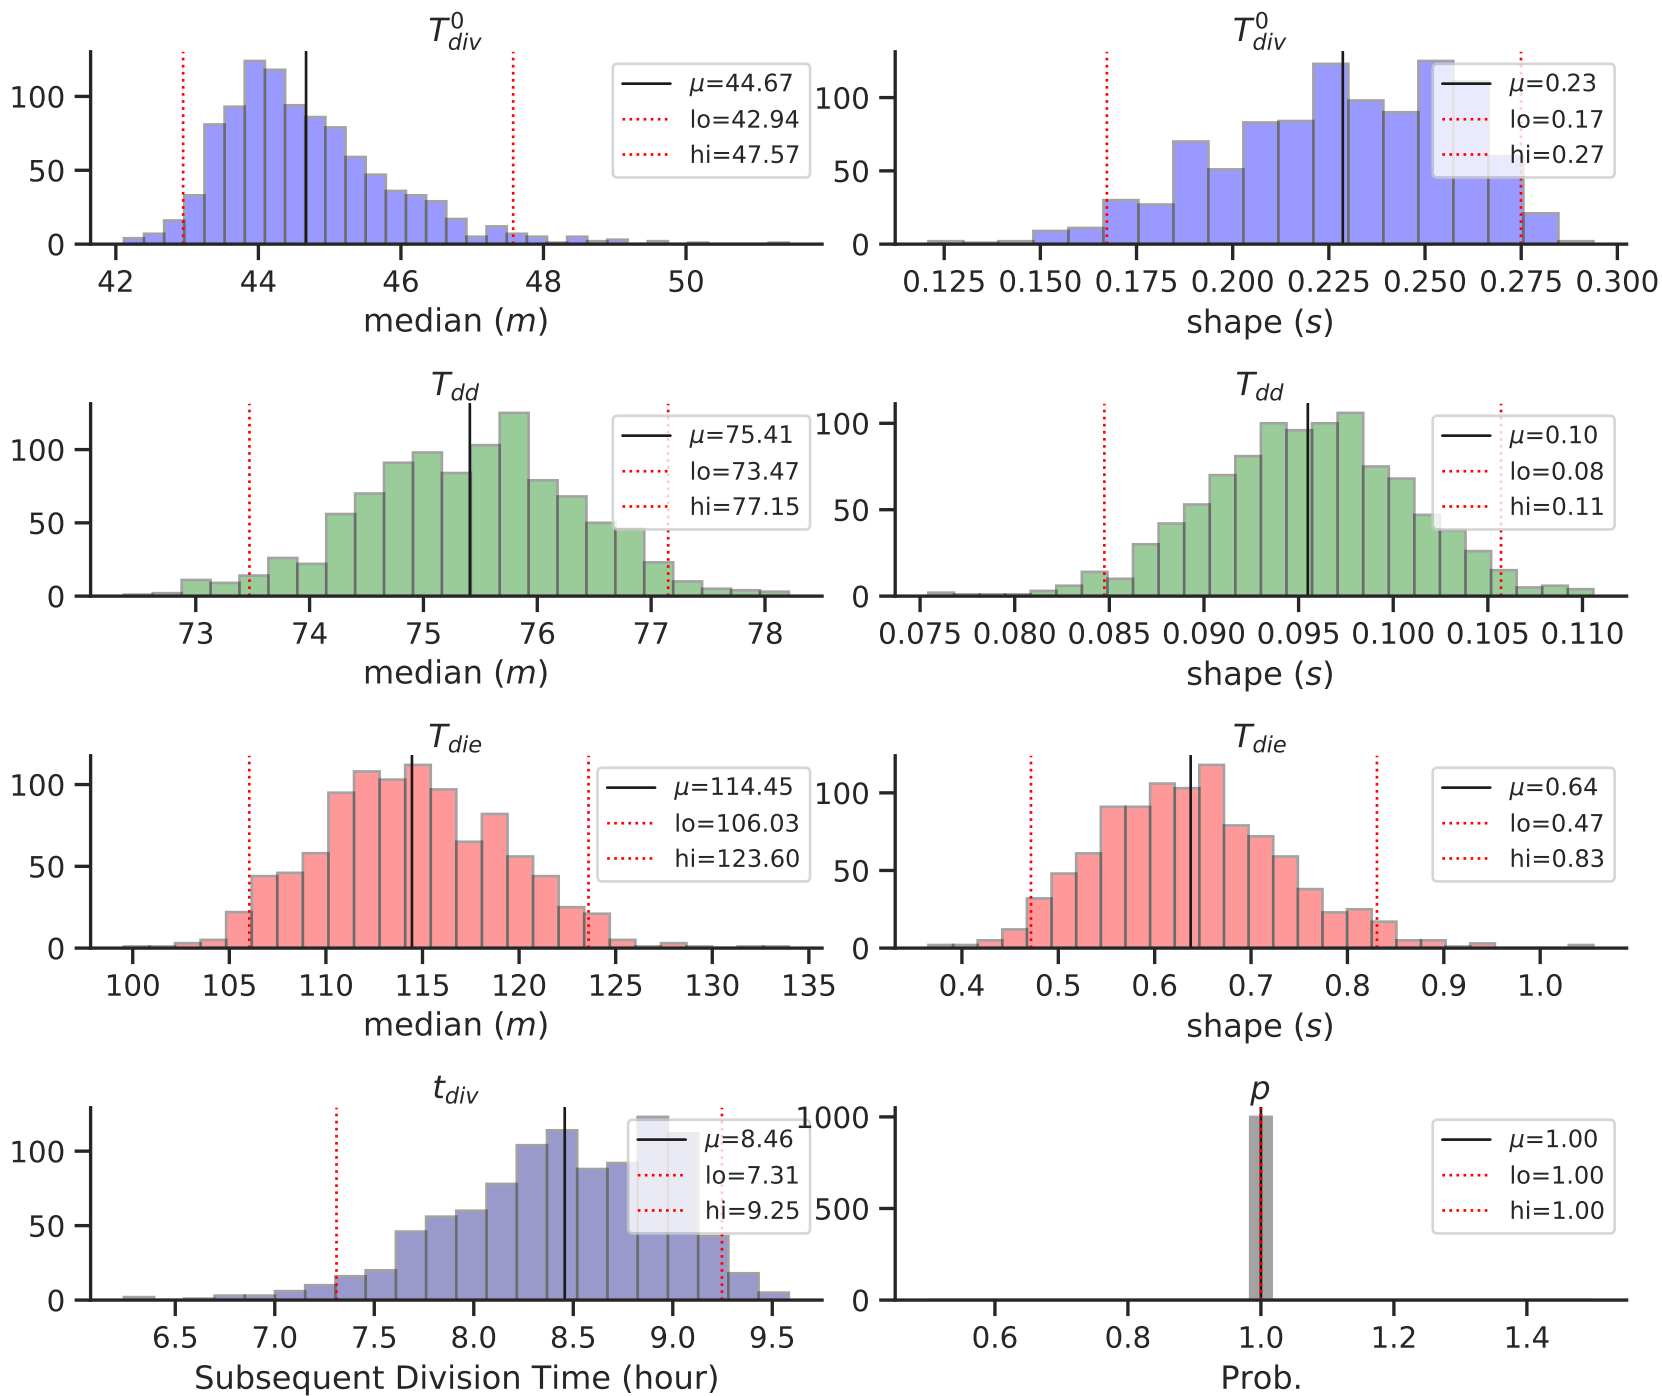 T⁰div
100
50
0
42 44 46 48 50
median (m)
μ=44.67
lo=42.94
hi=47.57
T⁰div
100
50
0
0.125 0.150 0.175 0.200 0.225 0.250 0.275 0.300
shape (s)
μ=0.23
lo=0.17
hi=0.27
Tdd
100
50
0
73 74 75 76 77 78
median (m)
μ=75.41
lo=73.47
hi=77.15
Tdd
100
50
0
0.075 0.080 0.085 0.090 0.095 0.100 0.105 0.110
shape (s)
μ=0.10
lo=0.08
hi=0.11
Tdie
100
50
0
100 105 110 115 120 125 130 135
median (m)
μ=114.45
lo=106.03
hi=123.60
Tdie
100
50
0
0.4 0.5 0.6 0.7 0.8 0.9 1.0
shape (s)
μ=0.64
lo=0.47
hi=0.83
tdiv
100
50
0
6.5 7.0 7.5 8.0 8.5 9.0 9.5
Subsequent Division Time (hour)
μ=8.46
lo=7.31
hi=9.25
p
1000
500
0
0.6 0.8 1.0 1.2 1.4
Prob.
μ=1.00
lo=1.00
hi=1.00